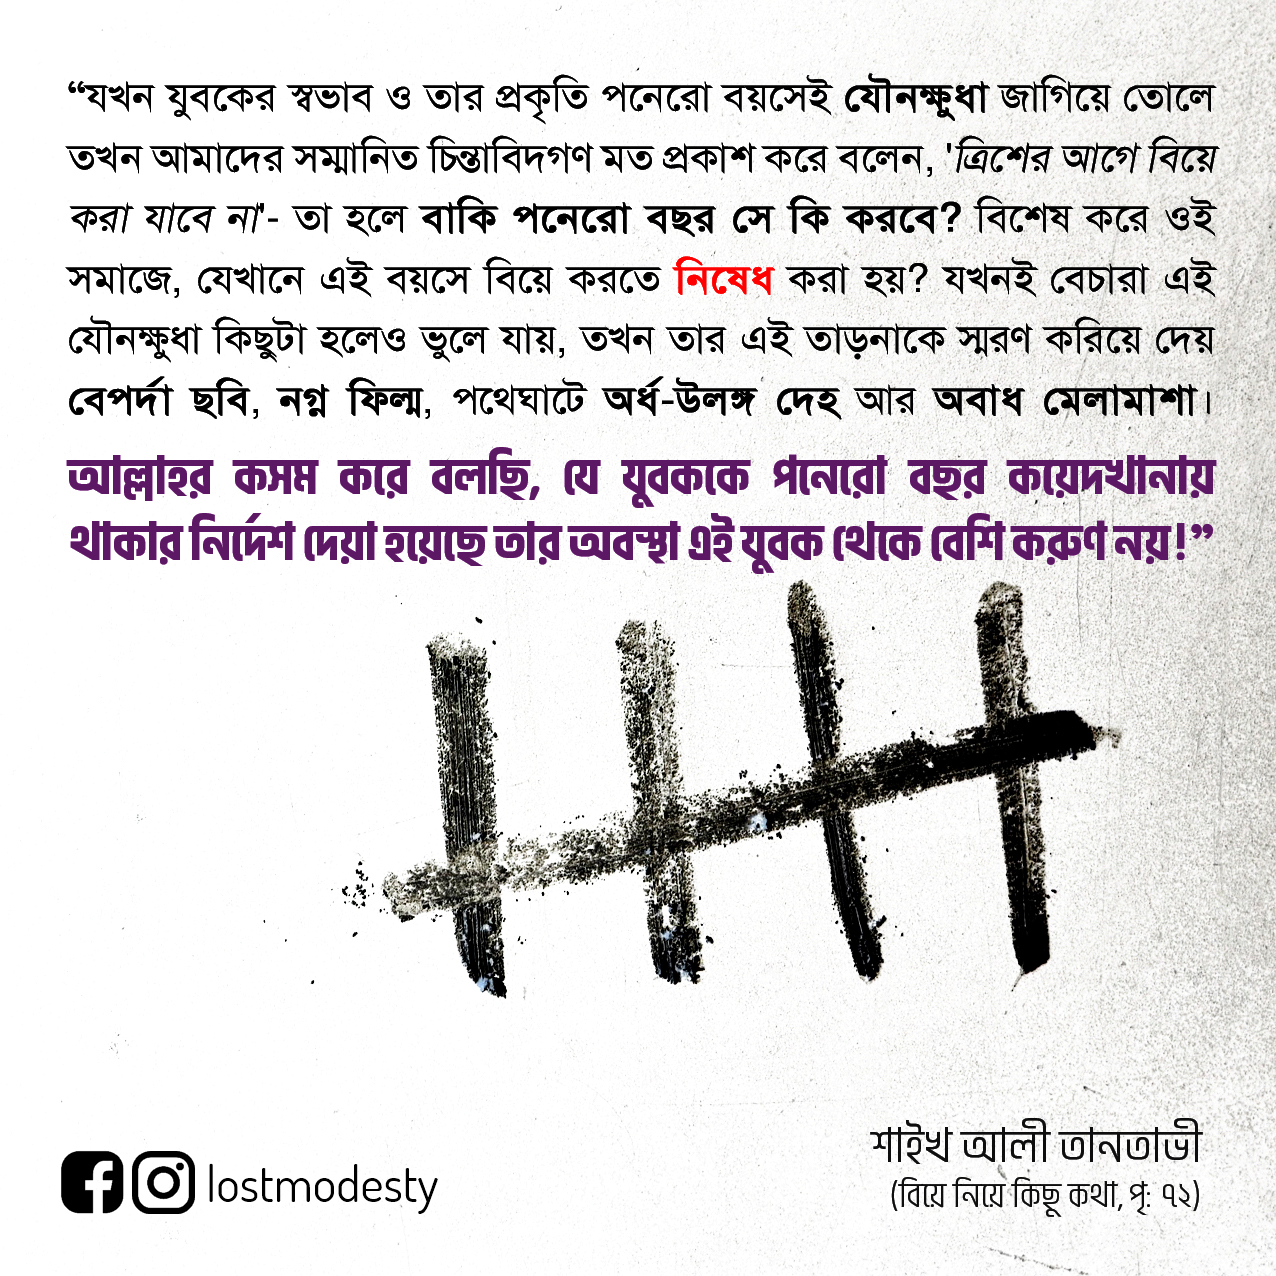 “যখন যুবকের স্বভাব ও তার প্রকৃতি পনেরো বয়সেই যৌনক্ষুধা জাগিয়ে তোলে
তখন আমাদের সম্মানিত চিন্তাবিদগণ মত প্রকাশ করে বলেন, 'ত্রিশের আগে বিয়ে
করা যাবে না'- তা হলে বাকি পনেরো বছর সে কি করবে? বিশেষ করে ওই
সমাজে, যেখানে এই বয়সে বিয়ে করতে নিষেধ করা হয়? যখনই বেচারা এই
যৌনক্ষুধা কিছুটা হলেও ভুলে যায়, তখন তার এই তাড়নাকে স্মরণ করিয়ে দেয়
বেপর্দা ছবি, নগ্ন ফিল্ম, পথেঘাটে অর্ধ-উলঙ্গ দেহ আর অবাধ মেলামাশা।
আল্লাহর কসম করে বলছি, যে যুবককে পনেরো বছর কয়েদখানায়
থাকার নির্দেশ দেয়া হয়েছে তার অবস্থা এই যুবক থেকে বেশি করুণ নয়!”
শাইখ আলী তানতাভী
(বিয়ে নিয়ে কিছু কথা, পৃ: ৭২)
lostmodesty